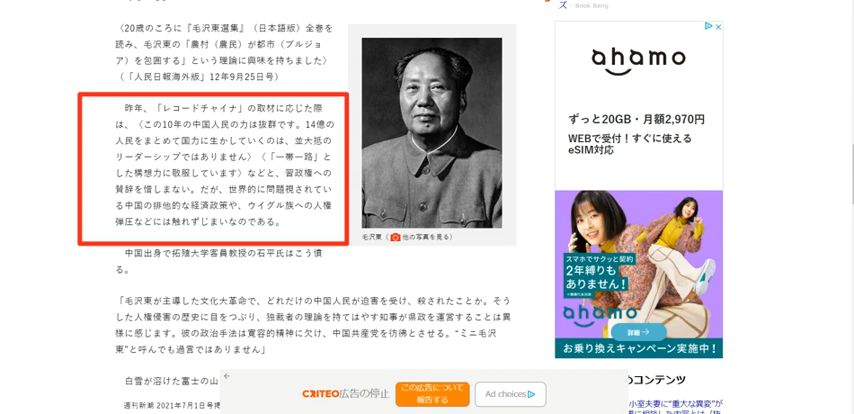 ズ - Book Bang
〈20歳のころに『毛沢東選集』（日本語版）全巻を
読み、毛沢東の「農村（農民）が都市（ブルジョ
ア）を包囲する」という理論に興味を持ちました〉
（「人民日報海外版」12年9月25日号）
昨年、「レコードチャイナ」の取材に応じた際
は、〈この10年の中国人民の力は抜群です。14億の
人民をまとめて国力に生かしていくのは、並大抵の
リーダーシップではありません〉〈「一帯一路」と
した構想力に敬服しています〉などと、習政権への
賛辞を惜しまない。だが、世界的に問題視されてい
る中国の排他的な経済政策や、ウイグル族への人権
弾圧などには触れずじまいなのである。
毛沢東（他の写真を見る）
中国出身で拓殖大学客員教授の石平氏はこう憤
る。
「毛沢東が主導した文化大革命で、どれだけの中国人民が迫害を受け、殺されたことか。そう
した人権侵害の歴史に目をつぶり、独裁者の理論を持てはやす知事が県政を運営することは異
様に感じます。彼の政治手法は寛容的精神に欠け、中国共産党を彷彿とさせる。“ミニ毛沢
東”と呼んでも過言ではありません」
白雪が溶けた富士の山
週刊新潮 2021年7月1日号掲
ahamo
ずっと20GB・月額2,970円
WEBで受付！すぐに使える
eSIM対応
スマホでサクッと契約
2年縛りも
ありません！
ahamo
詳細→
お乗り換えキャンペーン実施中！
のコンテンツ
小室夫妻に“重大な異変”が
CRITEO広告の停止
この広告について
報告する
Ad choices